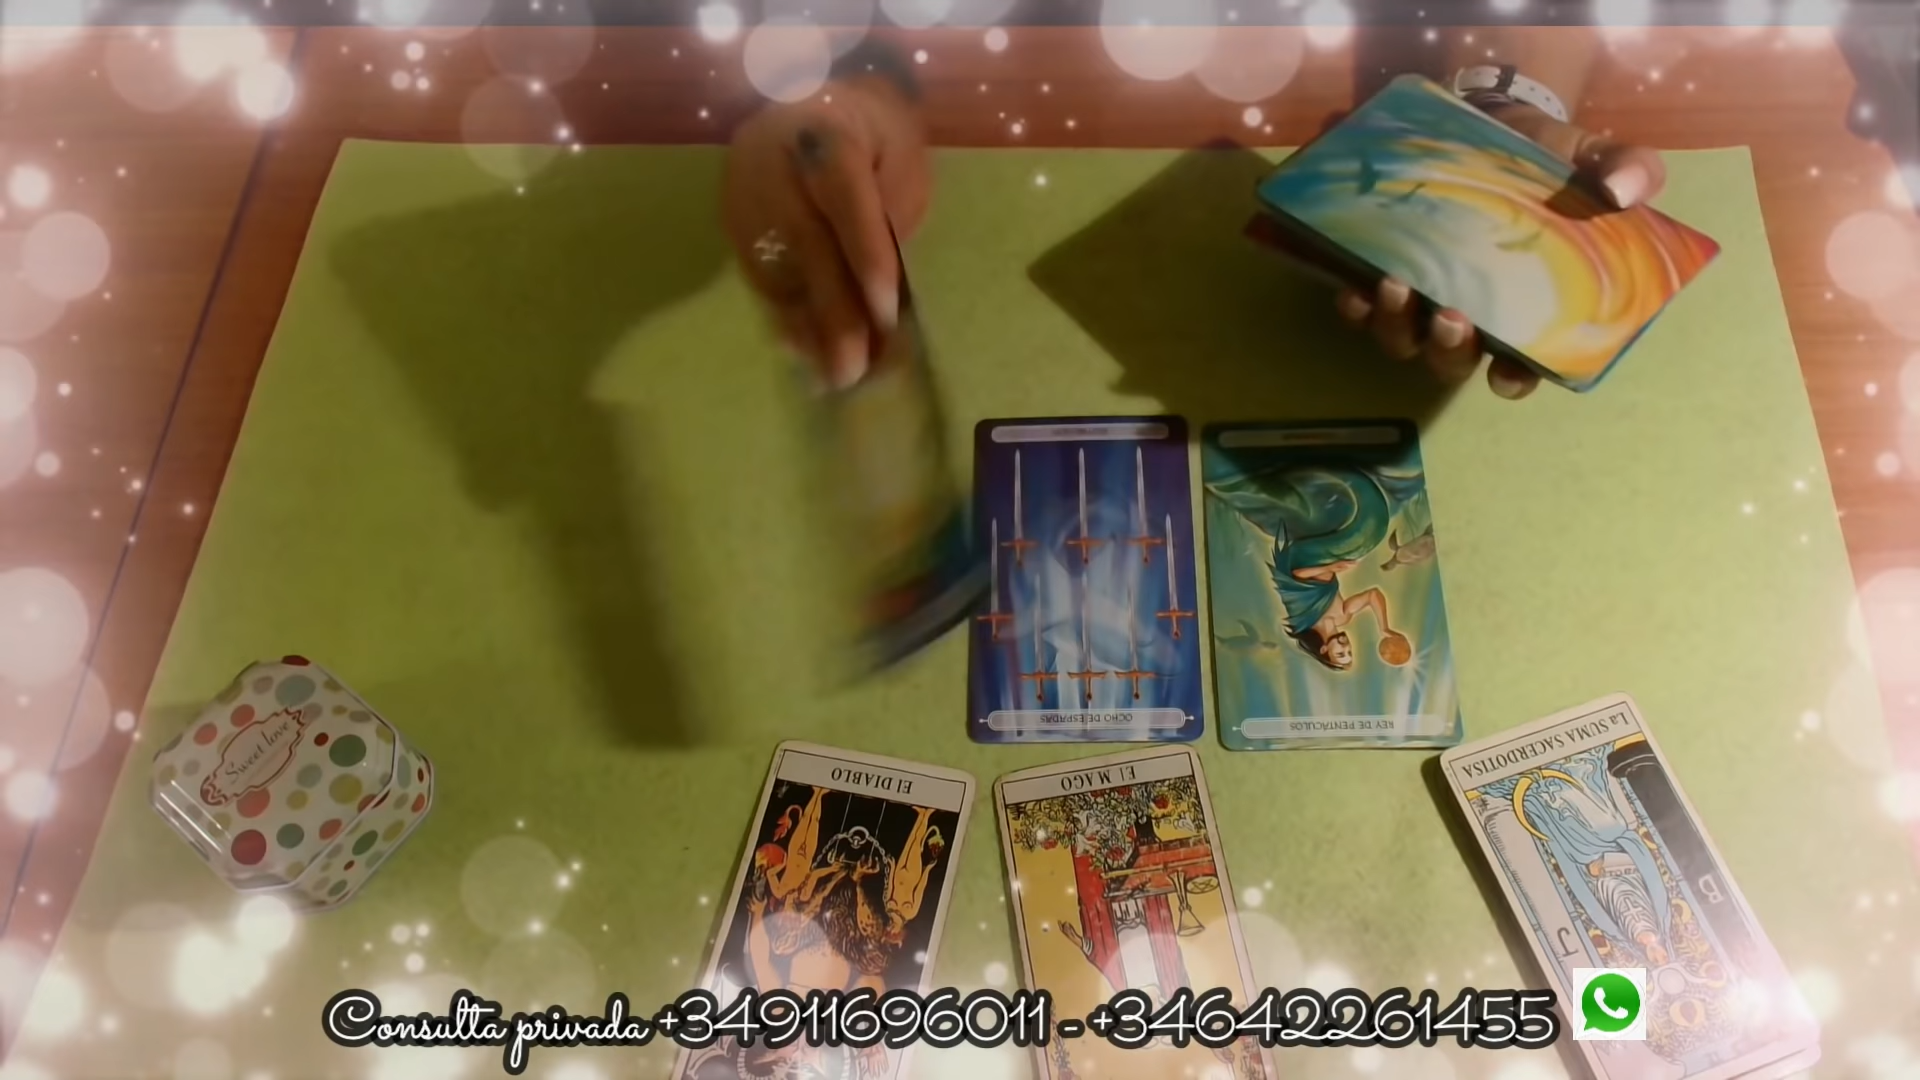 OCHO DE ESPADAS
REY DE PENTÁCULOS
La SUMA SACERDOTISA
El DIABLO
El MAGO
Sweet love
B
J
Consulta privada +34911696011 - +34642261455